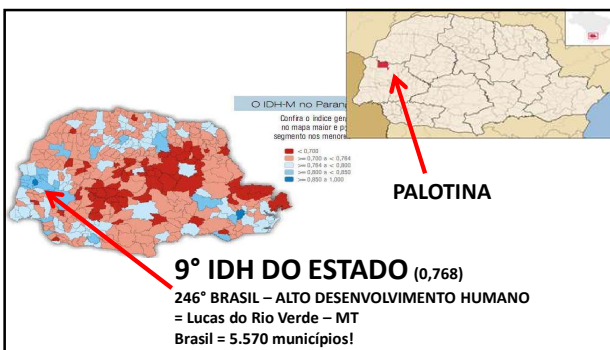 O IDH-M no Paran
Confira o índice ger
no mapa maior e p
segmento nos menore
< 0,700
>= 0,700 a < 0,764
>= 0,764 a < 0,800
>= 0,800 a < 0,850
>= 0,850 a 1,000
PALOTINA
9° IDH DO ESTADO (0,768)
246° BRASIL – ALTO DESENVOLVIMENTO HUMANO
= Lucas do Rio Verde – MT
Brasil = 5.570 municípios!